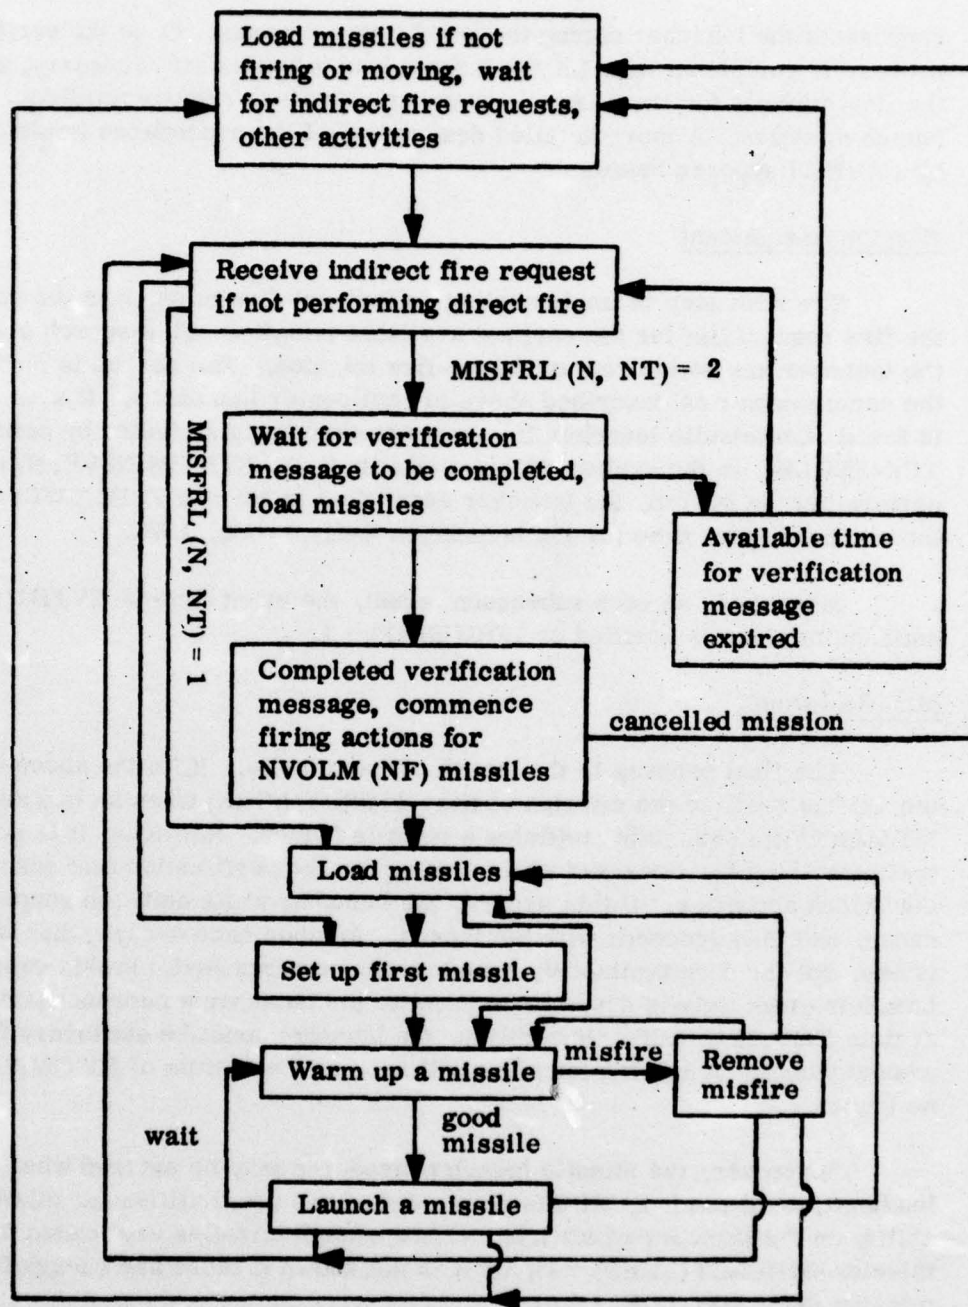 Load missiles if not
firing or moving, wait
for indirect fire requests,
other activities
Receive indirect fire request
if not performing direct fire
MISFRL (N, NT) = 2
MISFRL (N, NT) = 1
Wait for verification
message to be completed,
load missiles
Available time
for verification
message
expired
Completed verification
message, commence
firing actions for
NVOLM (NF) missiles
cancelled mission
Load missiles
Set up first missile
Warm up a missile
misfire
Remove
misfire
wait
good
missile
Launch a missile